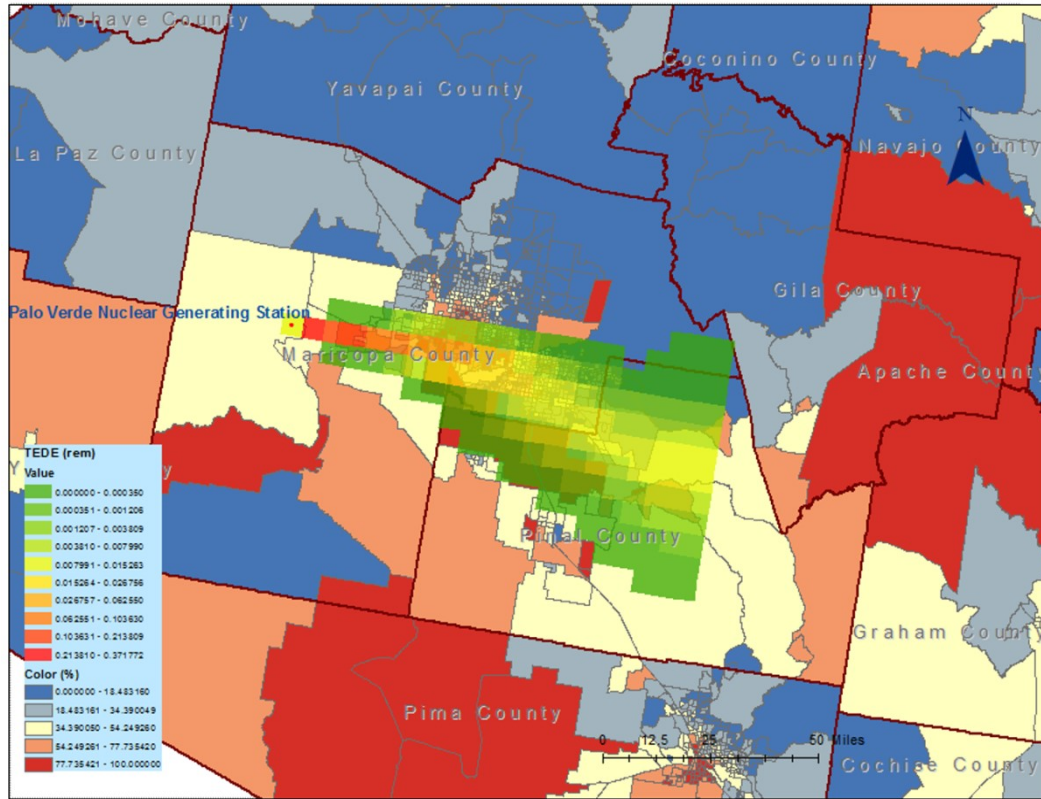 Mohave County
Coconino County
Yavapai County
N
La Paz County
Navajo County
Gila County
Palo Verde Nuclear Generating Station
Maricopa County
Apache County
TEDE (rem)
Value
0.000000 - 0.000350
0.000351 - 0.001206
0.001207 - 0.003809
0.003810 - 0.007990
0.007991 - 0.015263
0.015264 - 0.026756
0.026757 - 0.062550
0.062551 - 0.103630
0.103631 - 0.213809
0.213810 - 0.371772
Color (%)
0.000000 - 18.483160
18.483161 - 34.390049
34.390050 - 54.249260
54.249261 - 77.735420
77.735421 - 100.000000
Pinal County
Graham County
Pima County
0 12.5 25 50 Miles
Cochise County